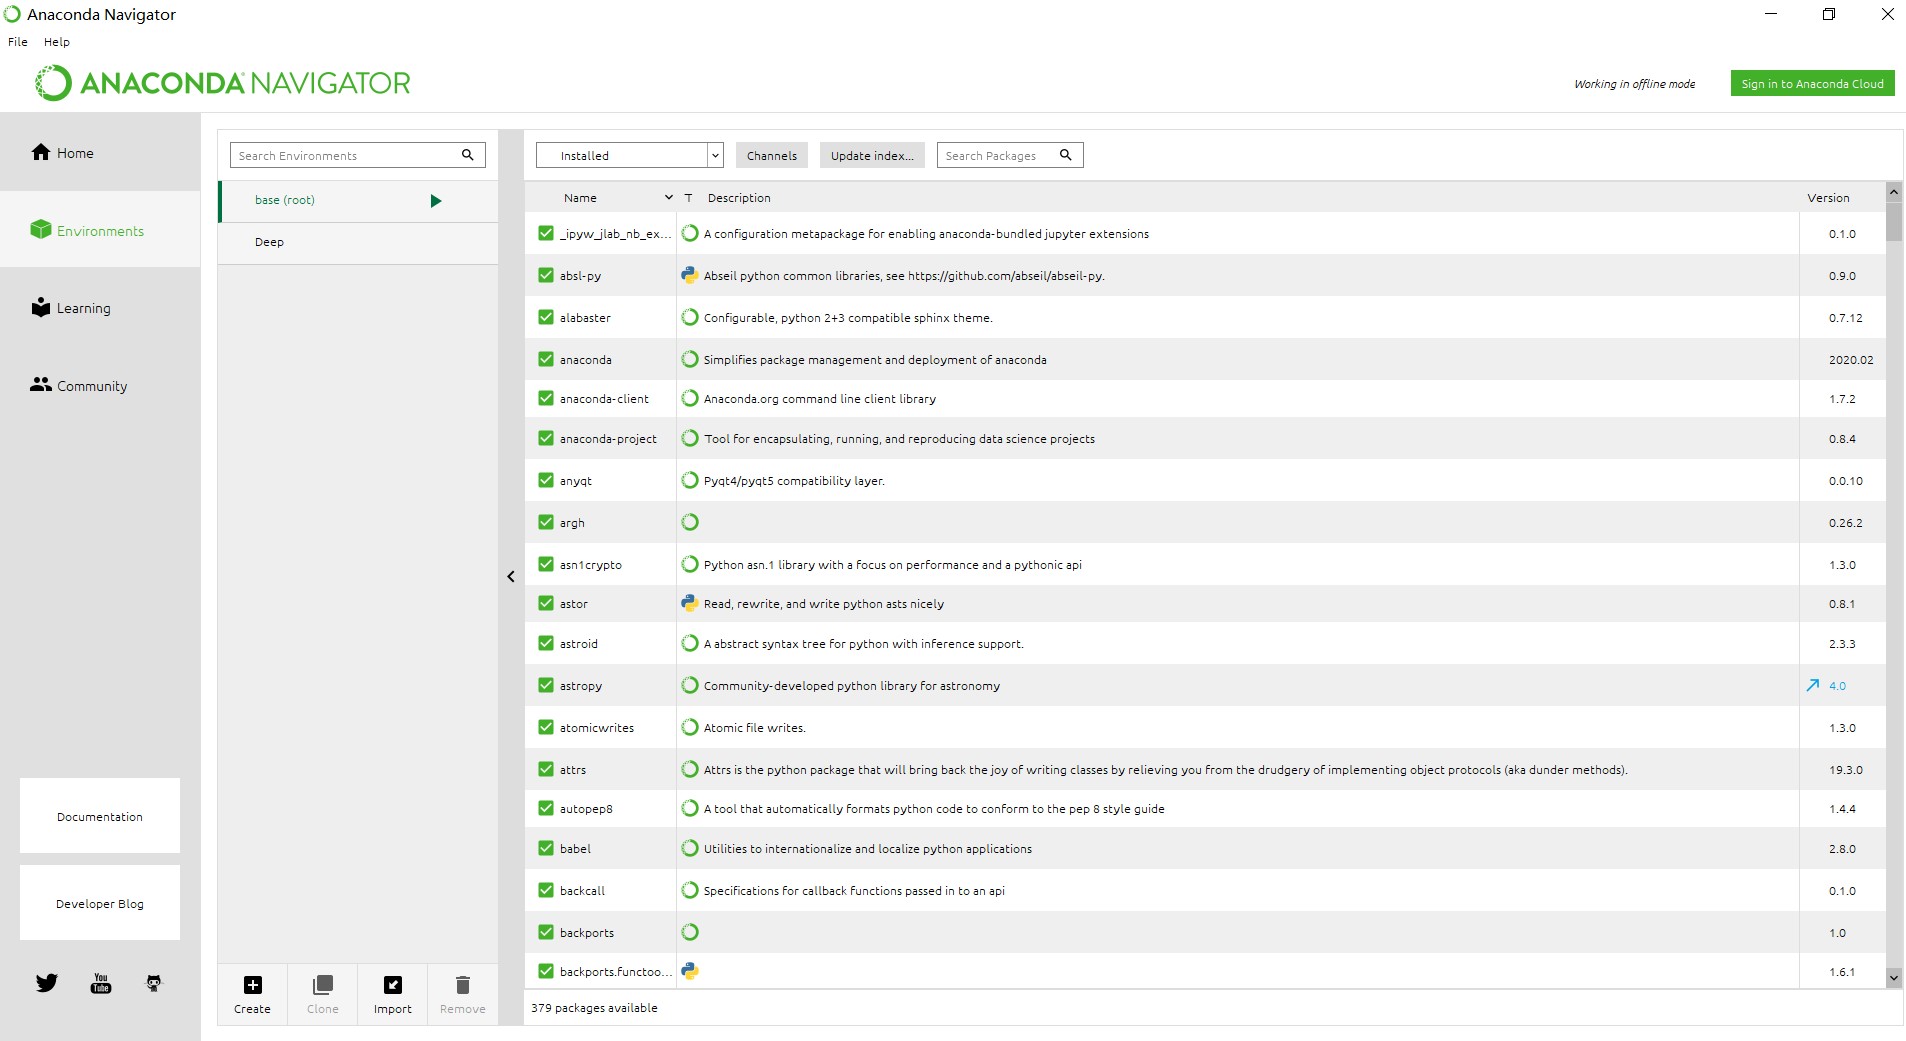 Anaconda Navigator
File Help
ANACONDA NAVIGATOR
Working in offline mode
Sign in to Anaconda Cloud
Home
Environments
Learning
Community
Documentation
Developer Blog
You Tube
Search Environments
base (root)
Deep
Create
Clone
Import
Remove
Installed
Channels
Update index...
Search Packages
Name T Description Version
_ipyw_jlab_nb_ex... A configuration metapackage for enabling anaconda-bundled jupyter extensions 0.1.0
absl-py Abseil python common libraries, see https://github.com/abseil/abseil-py. 0.9.0
alabaster Configurable, python 2+3 compatible sphinx theme. 0.7.12
anaconda Simplifies package management and deployment of anaconda 2020.02
anaconda-client Anaconda.org command line client library 1.7.2
anaconda-project Tool for encapsulating, running, and reproducing data science projects 0.8.4
anyqt Pyqt4/pyqt5 compatibility layer. 0.0.10
argh 0.26.2
asn1crypto Python asn.1 library with a focus on performance and a pythonic api 1.3.0
astor Read, rewrite, and write python asts nicely 0.8.1
astroid A abstract syntax tree for python with inference support. 2.3.3
astropy Community-developed python library for astronomy 4.0
atomicwrites Atomic file writes. 1.3.0
attrs Attrs is the python package that will bring back the joy of writing classes by relieving you from the drudgery of implementing object protocols (aka dunder methods). 19.3.0
autopep8 A tool that automatically formats python code to conform to the pep 8 style guide 1.4.4
babel Utilities to internationalize and localize python applications 2.8.0
backcall Specifications for callback functions passed in to an api 0.1.0
backports 1.0
backports.functoo... 1.6.1
379 packages available